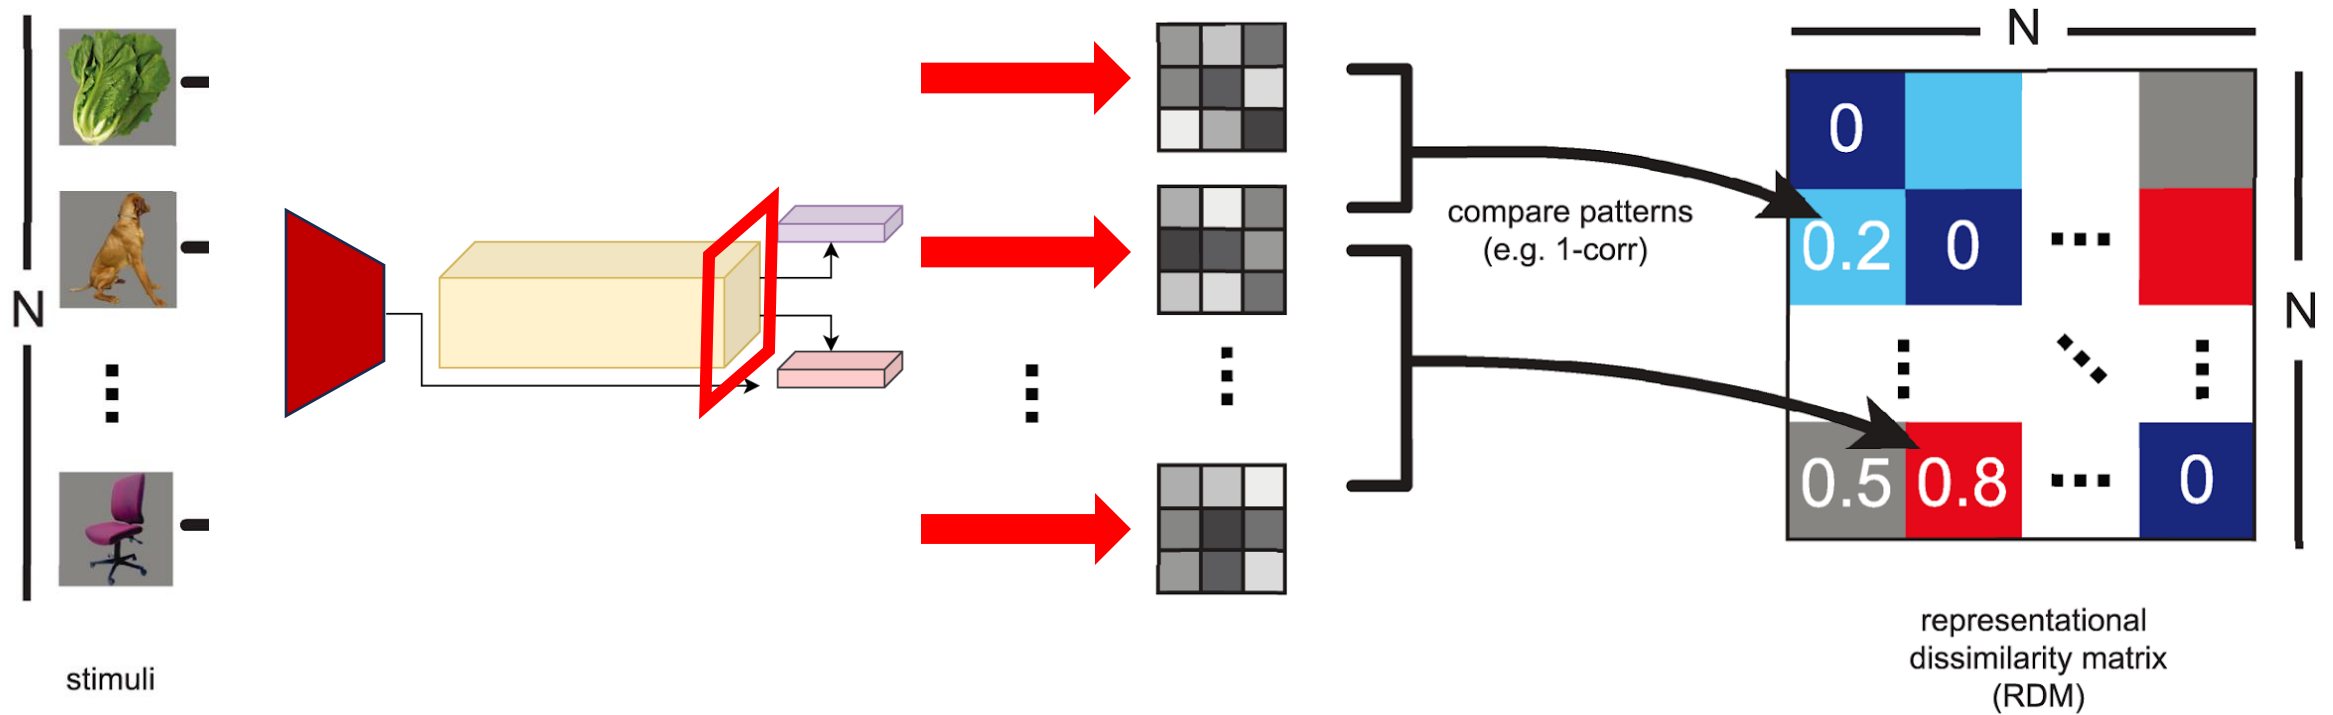 N
stimuli
compare patterns
(e.g. 1-corr)
N
0
0.2 0
0.5 0.8 0
N
representational
dissimilarity matrix
(RDM)